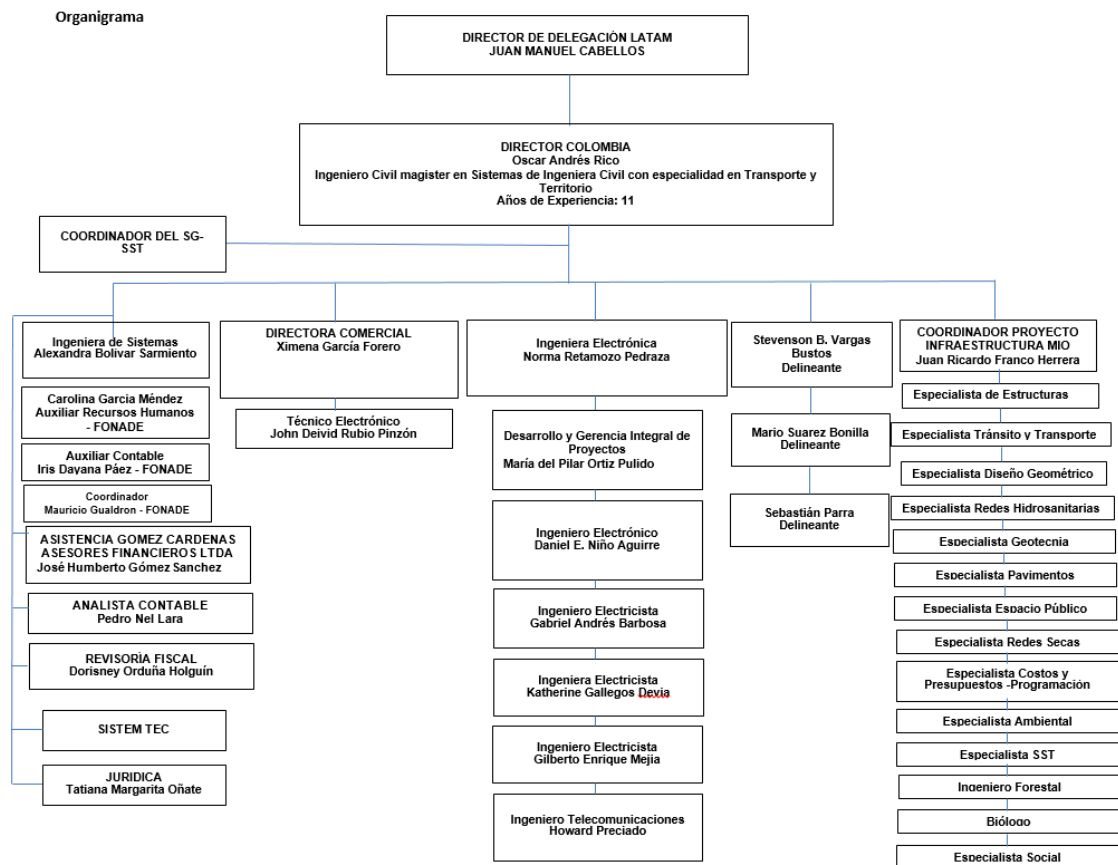 Organigrama
DIRECTOR DE DELEGACIÓN LATAM
JUAN MANUEL CABELLOS
DIRECTOR COLOMBIA
Oscar Andrés Rico
Ingeniero Civil magister en Sistemas de Ingeniera Civil con especialidad en Transporte y
Territorio
Años de Experiencia: 11
COORDINADOR DEL SG-
SST
Ingeniera de Sistemas
Alexandra Bolivar Sarmiento
Carolina Garcia Méndez
Auxiliar Recursos Humanos
- FONADE
Auxiliar Contable
Iris Dayana Páez - FONADE
Coordinador
Mauricio Gualdron - FONADE
ASISTENCIA GOMEZ CARDENAS
ASESORES FINANCIEROS LTDA
José Humberto Gómez Sanchez
ANALISTA CONTABLE
Pedro Nel Lara
REVISORÌA FISCAL
Dorisney Orduña Holguín
SISTEM TEC
JURIDICA
Tatiana Margarita Oñate
DIRECTORA COMERCIAL
Ximena García Forero
Técnico Electrónico
John Deivid Rubio Pinzón
Ingeniera Electrónica
Norma Retamozo Pedraza
Desarrollo y Gerencia Integral de
Proyectos
María del Pilar Ortiz Pulido
Ingeniero Electrónico
Daniel E. Niño Aguirre
Ingeniero Electricista
Gabriel Andrés Barbosa
Ingeniera Electricista
Katherine Gallegos Devia
Ingeniero Electricista
Gilberto Enrique Mejia
Ingeniero Telecomunicaciones
Howard Preciado
Stevenson B. Vargas
Bustos
Delineante
Mario Suarez Bonilla
Delineante
Sebastián Parra
Delineante
COORDINADOR PROYECTO
INFRAESTRUCTURA MIO
Juan Ricardo Franco Herrera
Especialista de Estructuras
Especialista Tránsito y Transporte
Especialista Diseño Geométrico
Especialista Redes Hidrosanitarias
Especialista Geotecnia
Especialista Pavimentos
Especialista Espacio Público
Especialista Redes Secas
Especialista Costos y
Presupuestos -Programación
Especialista Ambiental
Especialista SST
Ingeniero Forestal
Biólogo
Especialista Social